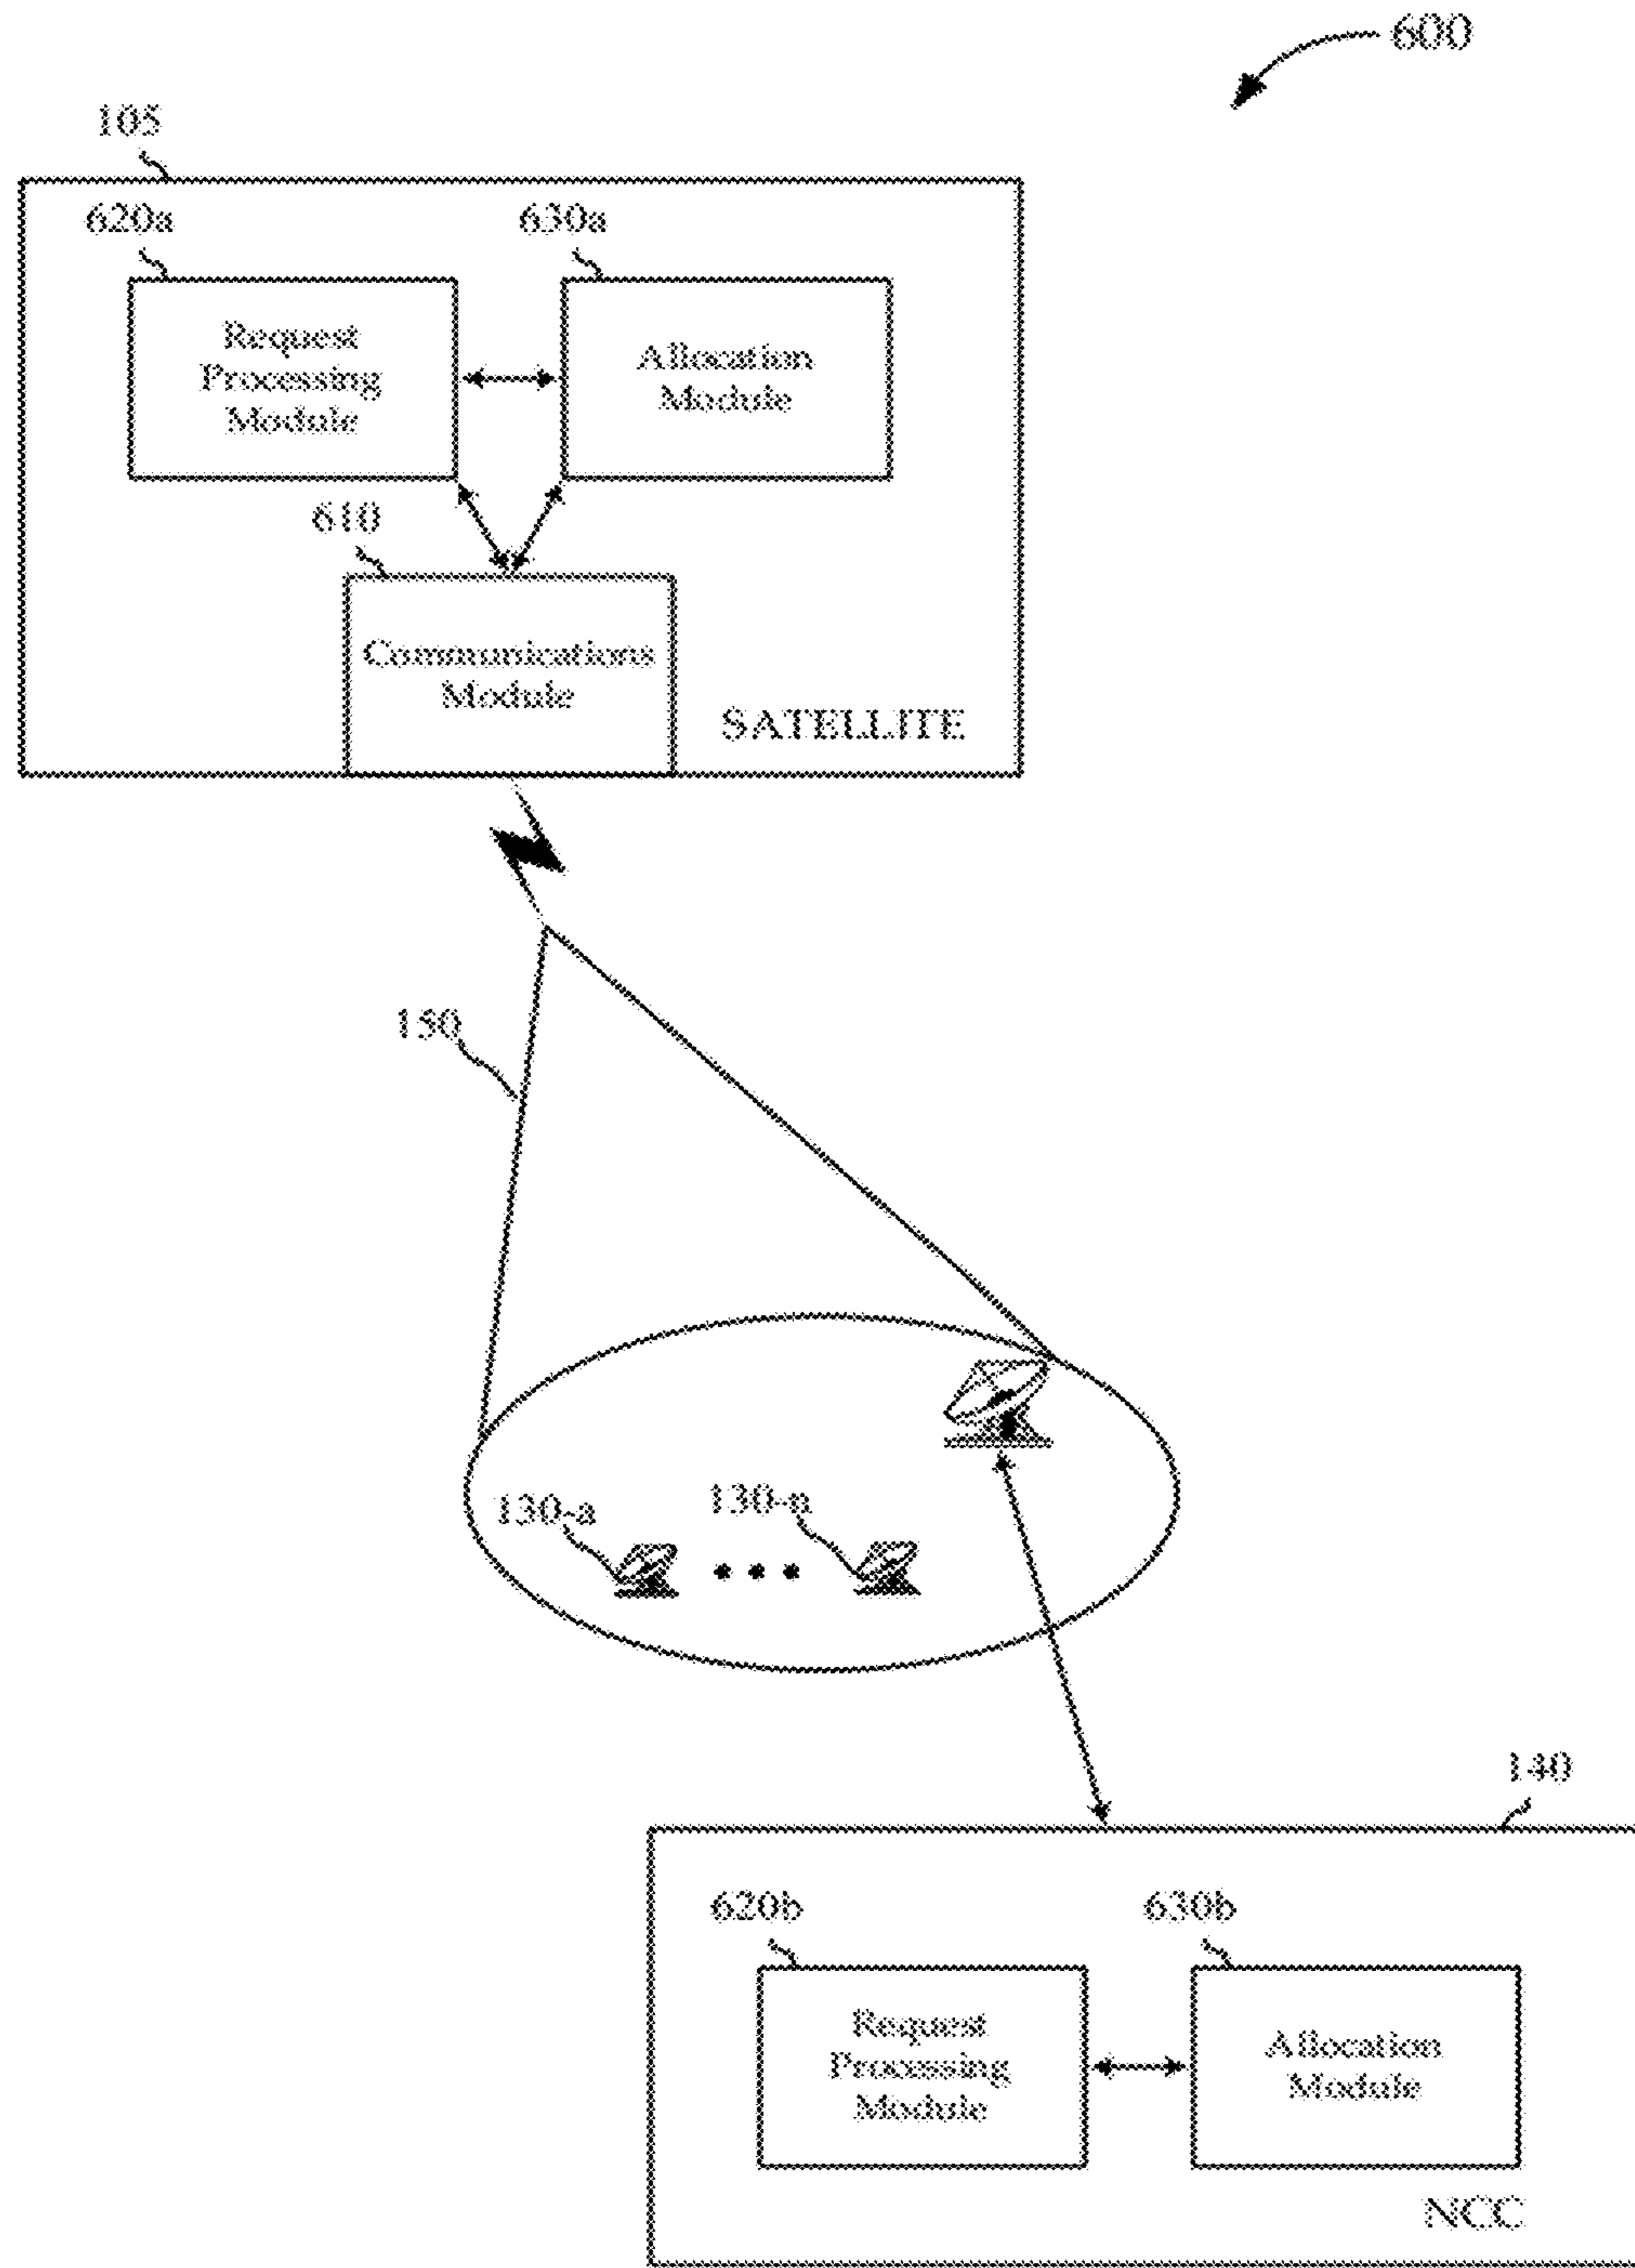 600
105
620a
630a
Request
Processing
Module
Allocation
Module
610
Communications
Module
SATELLITE
150
130-a
130-n
140
620b
630b
Request
Processing
Module
Allocation
Module
NCC